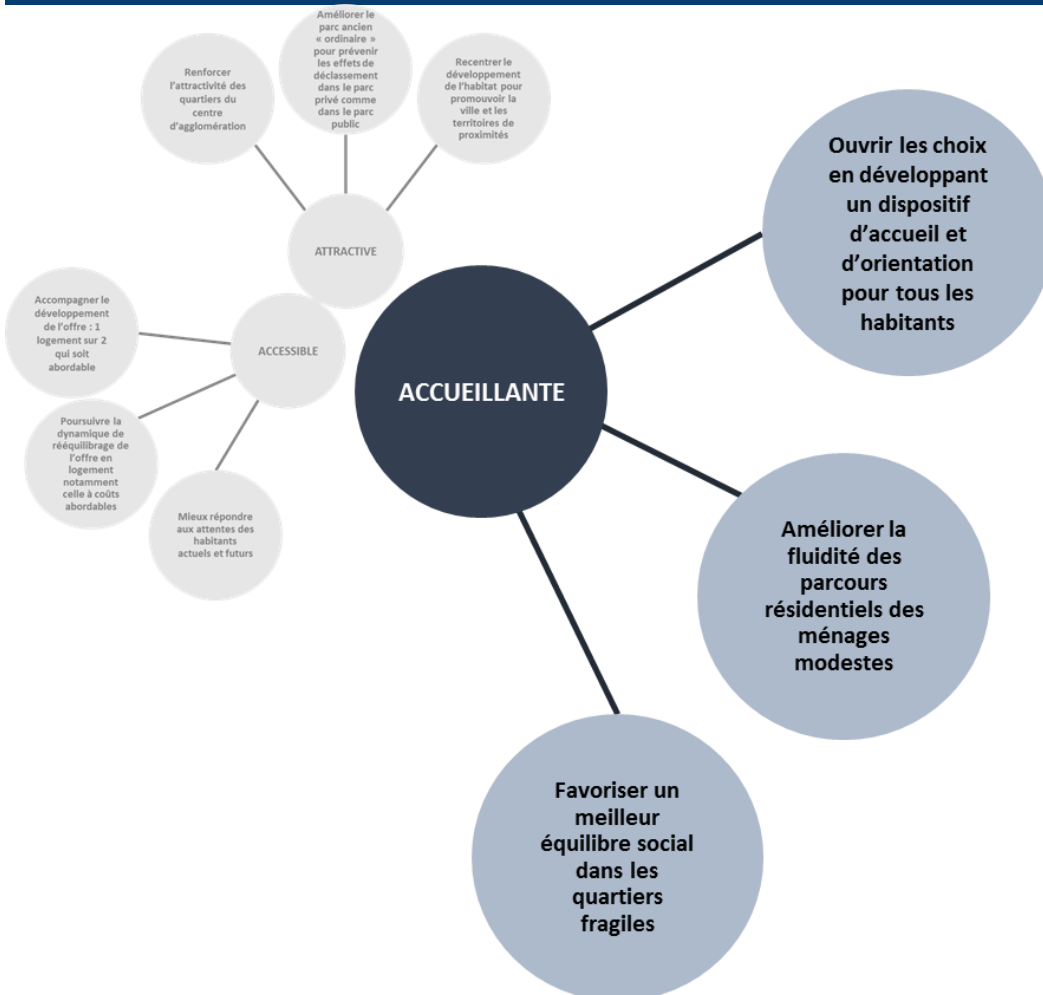 Améliorer le
parc ancien
« ordinaire »
pour prévenir
les effets de
déclassement
dans le parc
privé comme
dans le parc
public
Renforcer
l'attractivité des
quartiers du
centre
d'agglomération
Recentrer le
développement
de l'habitat pour
promouvoir la
ville et les
territoires de
proximités
ATTRACTIVE
Accompagner le
développement
de l'offre : 1
logement sur 2
qui soit
abordable
ACCESSIBLE
Poursuivre la
dynamique de
rééquilibrage de
l'offre en
logement
notamment
celle à coûts
abordables
Mieux répondre
aux attentes des
habitants
actuels et futurs
ACCUEILLANTE
Ouvrir les choix
en développant
un dispositif
d'accueil et
d'orientation
pour tous les
habitants
Améliorer la
fluidité des
parcours
résidentiels des
ménages
modestes
Favoriser un
meilleur
équilibre social
dans les
quartiers
fragiles